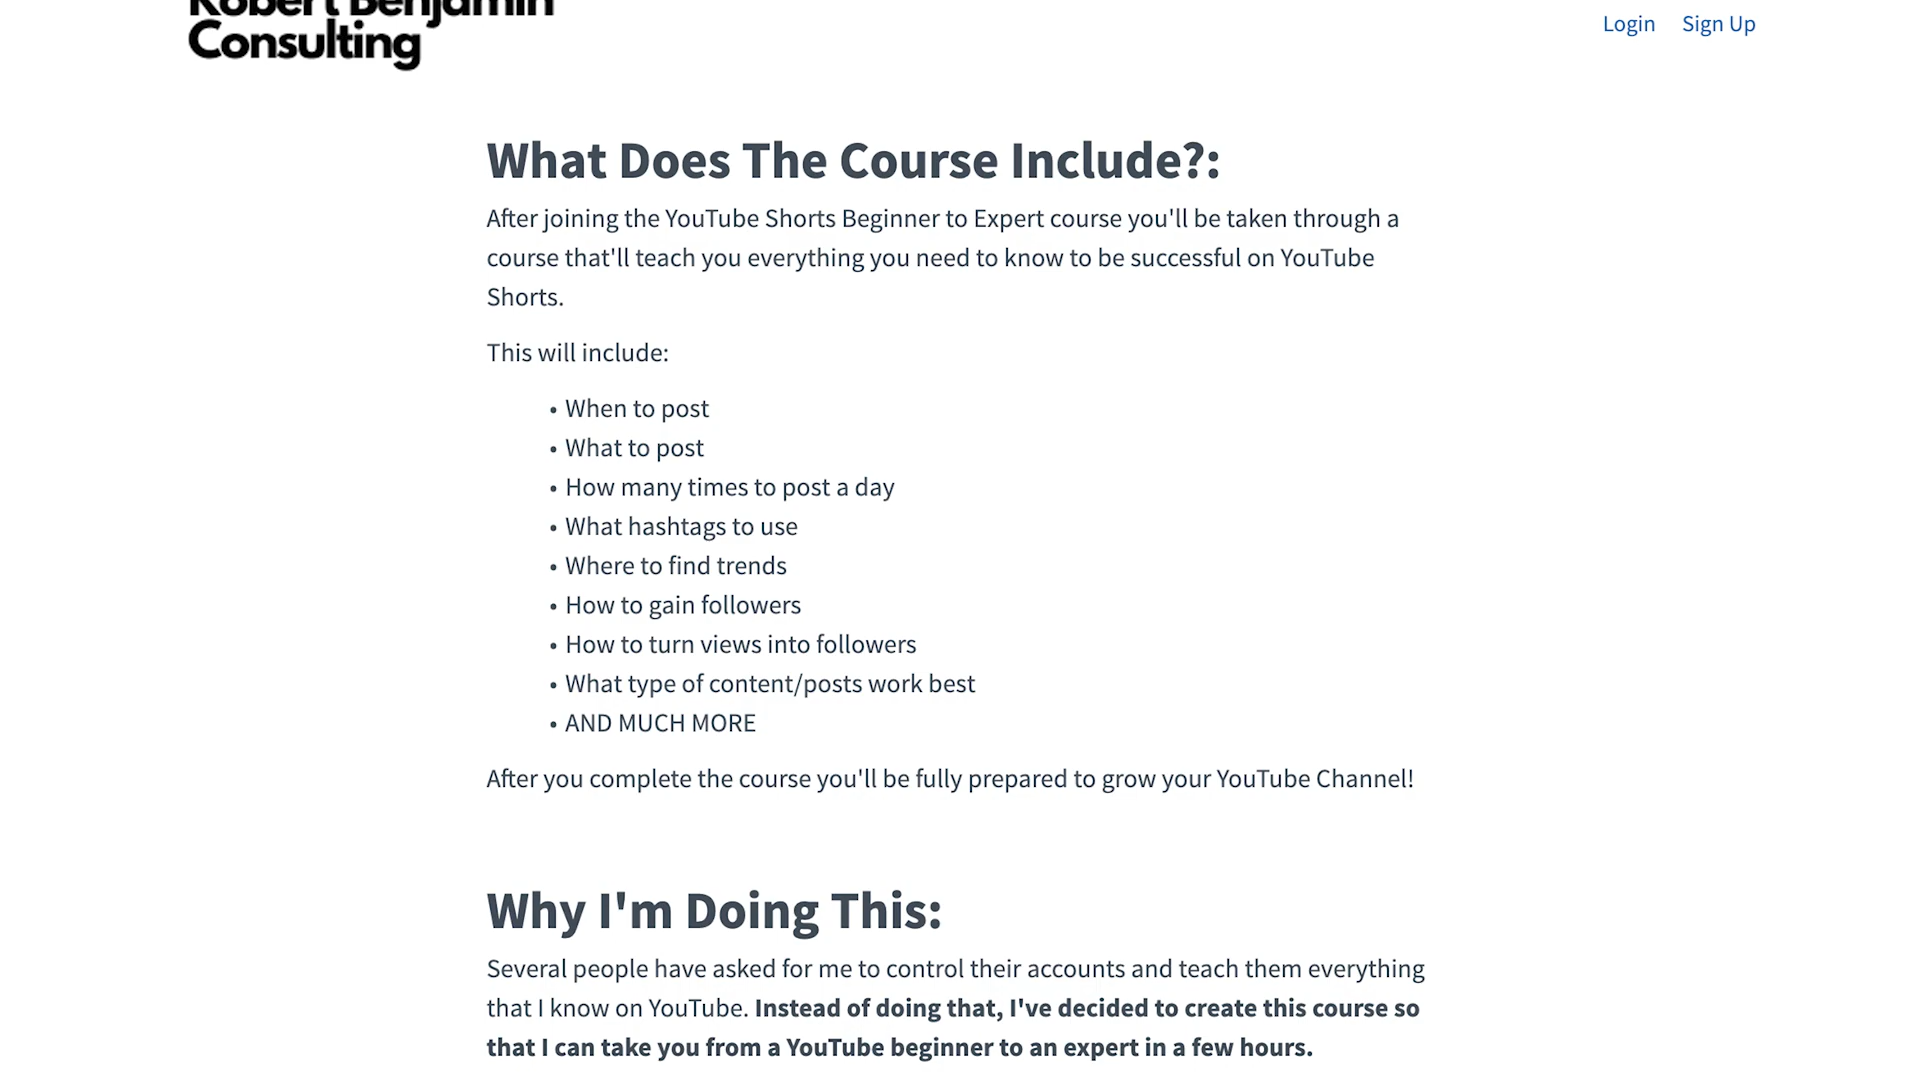 Robert Benjamin
Consulting
Login Sign Up
What Does The Course Include?:
After joining the YouTube Shorts Beginner to Expert course you'll be taken through a
course that'll teach you everything you need to know to be successful on YouTube
Shorts.
This will include:
• When to post
• What to post
• How many times to post a day
• What hashtags to use
• Where to find trends
• How to gain followers
• How to turn views into followers
• What type of content/posts work best
• AND MUCH MORE
After you complete the course you'll be fully prepared to grow your YouTube Channel!
Why I'm Doing This:
Several people have asked for me to control their accounts and teach them everything
that I know on YouTube. Instead of doing that, I've decided to create this course so
that I can take you from a YouTube beginner to an expert in a few hours.